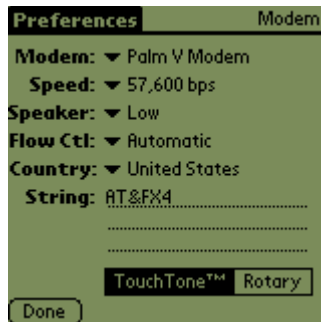 Preferences Modem
Modem: Palm V Modem
Speed: 57,600 bps
Speaker: Low
Flow Ctl: Automatic
Country: United States
String: AT&FX4
TouchTone™ Rotary
Done